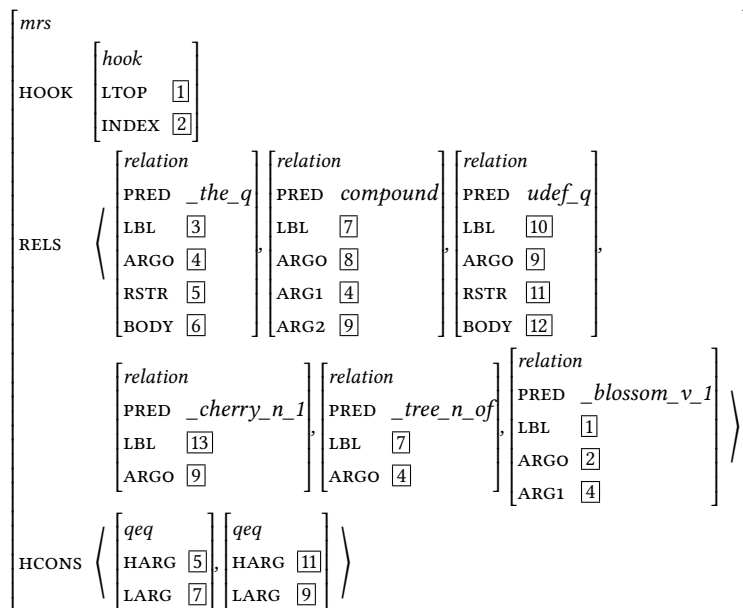 mrs
hook
HOOK LTOP 1
INDEX 2
relation relation relation
PRED _the_q PRED compound PRED udef_q
LBL 3 LBL 7 LBL 10
RELS ARG0 4 , ARG0 8 , ARG0 9 ,
RSTR 5 ARG1 4 RSTR 11
BODY 6 ARG2 9 BODY 12
relation
relation relation PRED _blossom_v_1
PRED _cherry_n_1 , PRED _tree_n_of , LBL 1
LBL 13 LBL 7 ARG0 2
ARG0 9 ARG0 4 ARG1 4
qeq qeq
HCONS HARG 5 , HARG 11
LARG 7 LARG 9